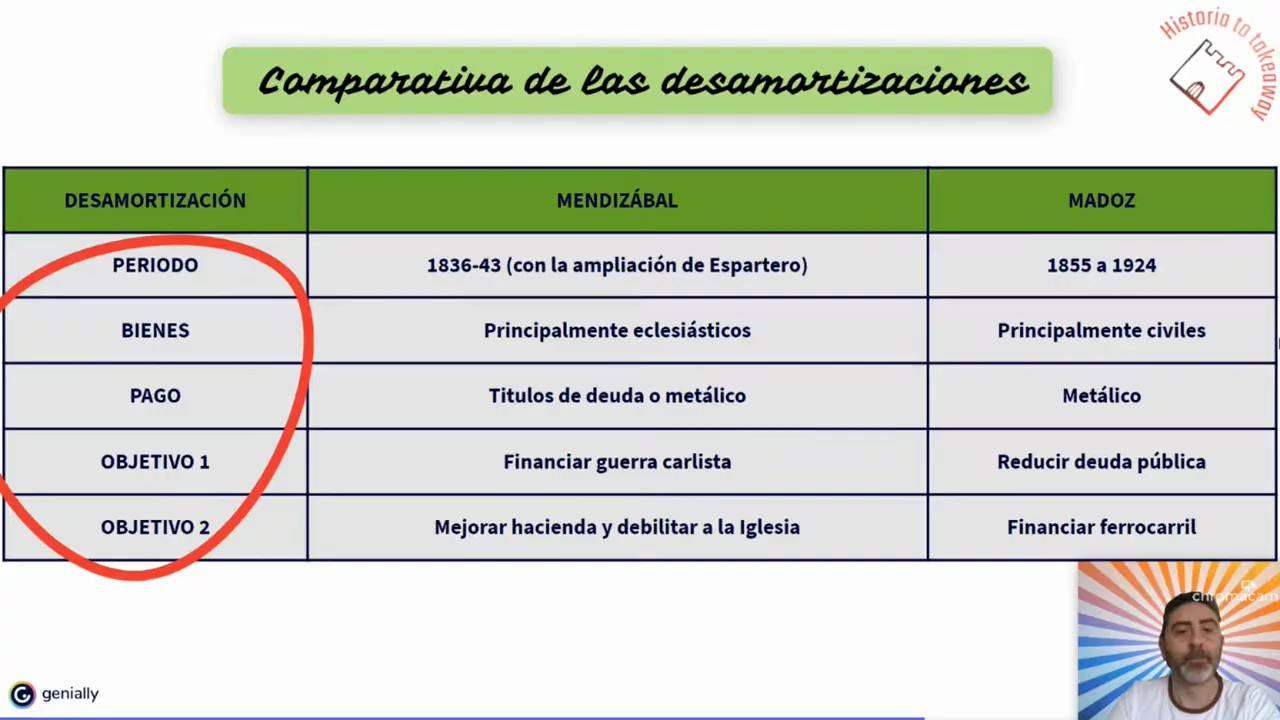 Historia to takeaway
Comparativa de las desamortizaciones
DESAMORTIZACIÓN MENDIZÁBAL MADOZ
PERIODO 1836-43 (con la ampliación de Espartero) 1855 a 1924
BIENES Principalmente eclesiásticos Principalmente civiles
PAGO Titulos de deuda o metálico Metálico
OBJETIVO 1 Financiar guerra carlista Reducir deuda pública
OBJETIVO 2 Mejorar hacienda y debilitar a la Iglesia Financiar ferrocarril
chromacam
genially